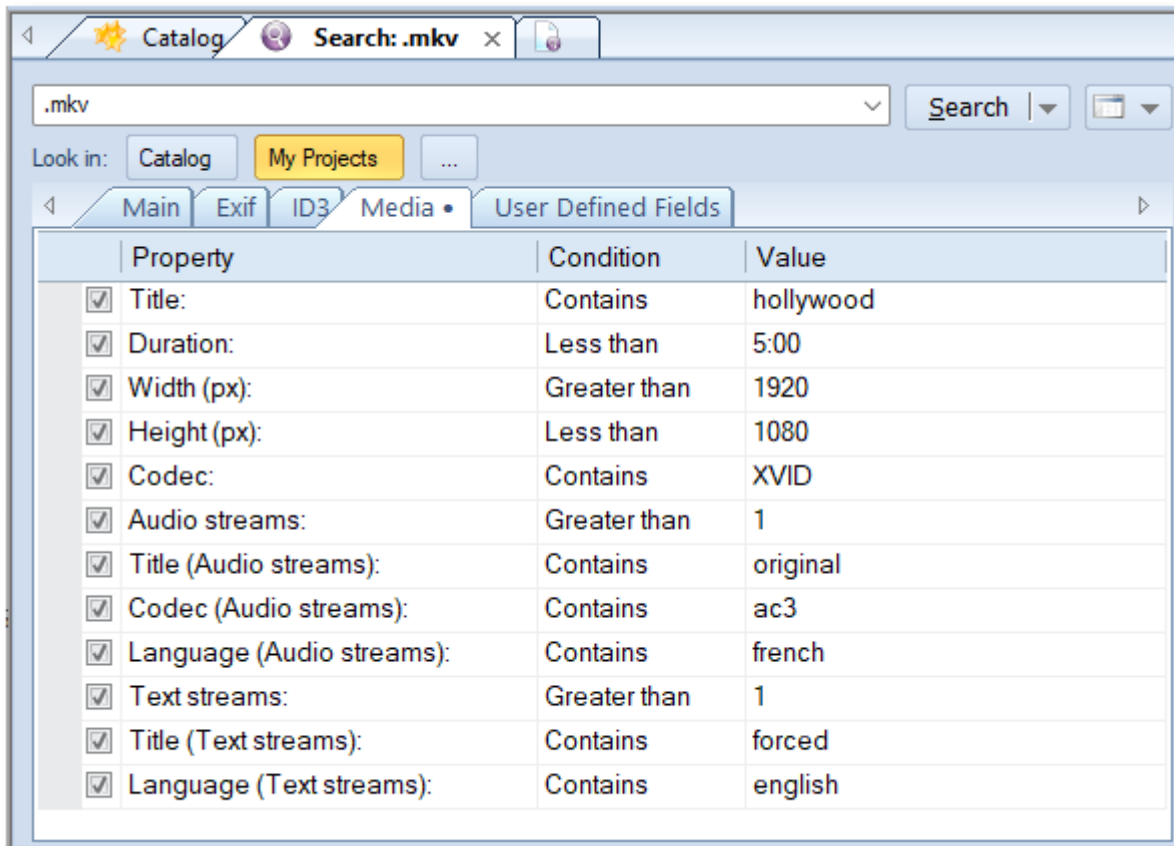 Catalog Search: .mkv
.mkv Search
Look in: Catalog My Projects ...
Main Exif ID3 Media • User Defined Fields
Property Condition Value
Title: Contains hollywood
Duration: Less than 5:00
Width (px): Greater than 1920
Height (px): Less than 1080
Codec: Contains XVID
Audio streams: Greater than 1
Title (Audio streams): Contains original
Codec (Audio streams): Contains ac3
Language (Audio streams): Contains french
Text streams: Greater than 1
Title (Text streams): Contains forced
Language (Text streams): Contains english